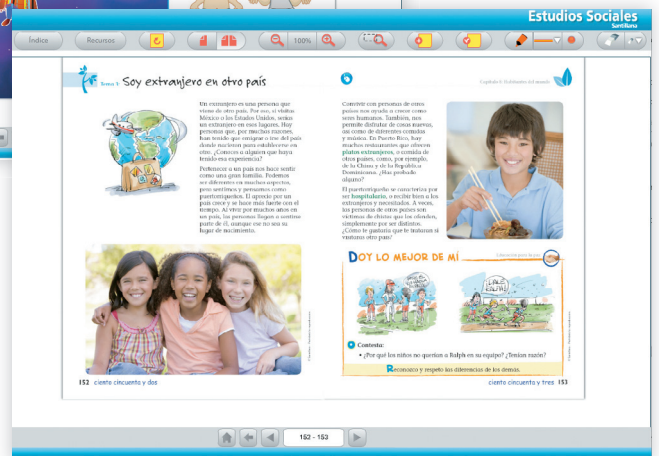 Estudios Sociales
Santillana
Índice
Recursos
100%
Tema 1: Soy extranjero en otro país
Capítulo 9: Habitantes del mundo
Un extranjero es una persona que
viene de otro país. Por eso, si visitas
México o los Estados Unidos, serías
un extranjero en esos lugares. Hay
personas que, por muchas razones,
han tenido que emigrar o irse del país
donde nacieron para establecerse en
otro. ¿Conoces a alguien que haya
tenido esa experiencia?
Pertenecer a un país nos hace sentir
como una gran familia. Podemos
ser diferentes en muchos aspectos,
pero sentimos y pensamos como
puertorriqueños. El aprecio por un
país crece y se hace más fuerte con el
tiempo. Al vivir por muchos años en
un país, las personas llegan a sentirse
parte de él, aunque ese no sea su
lugar de nacimiento.
Convivir con personas de otros
países nos ayuda a crecer como
seres humanos. También, nos
permite disfrutar de cosas nuevas,
así como de diferentes comidas
y música. En Puerto Rico, hay
muchos restaurantes que ofrecen
platos extranjeros, o comida de
otros países, como, por ejemplo,
de la China y de la República
Dominicana. ¿Has probado
alguno?
El puertorriqueño se caracteriza por
ser hospitalario, o recibir bien a los
extranjeros y necesitados. A veces,
las personas de otros países son
víctimas de chistes que los ofenden,
simplemente por ser distintos.
¿Cómo te gustaría que te trataran si
visitaras otro país?
DOY LO MEJOR DE MÍ
¡DALE,
RALPH!
Contesta:
• ¿Por qué los niños no querían a Ralph en su equipo? ¿Tenían razón?
Reconozco y respeto las diferencias de los demás.
152 ciento cincuenta y dos
ciento cincuenta y tres 153
152 - 153